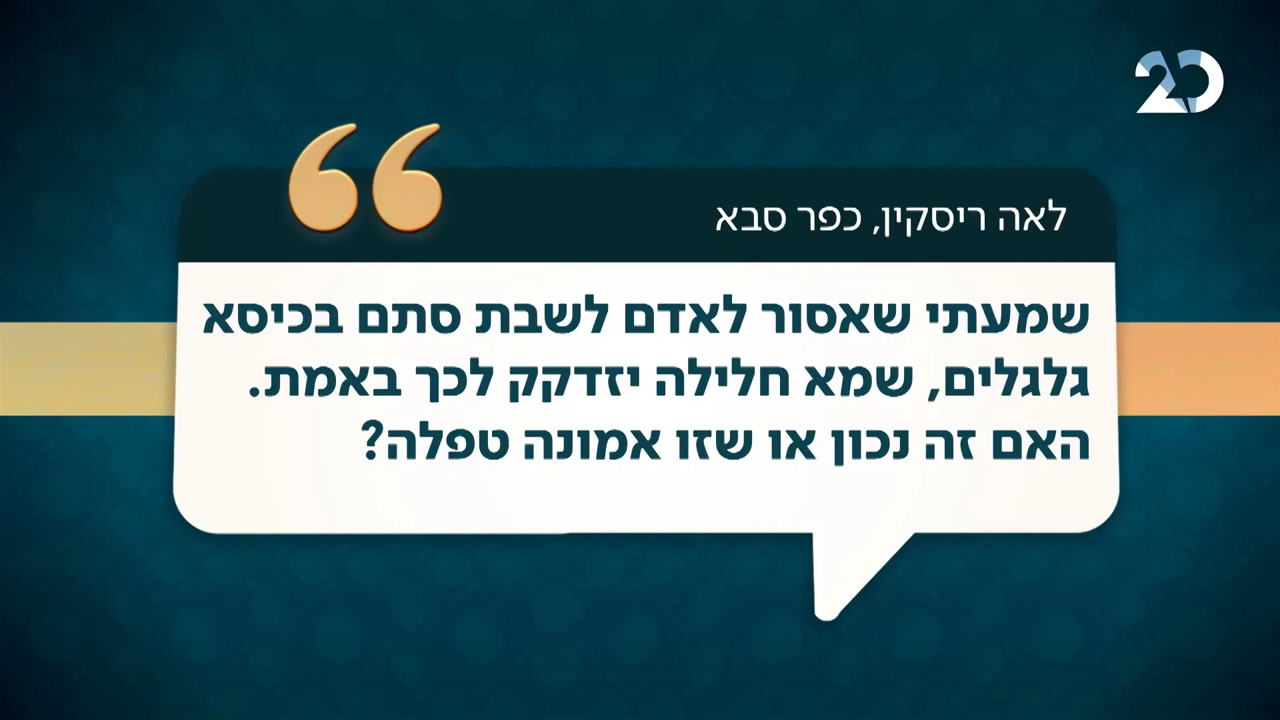 20
לאה ריסקין, כפר סבא
שמעתי שאסור לאדם לשבת סתם בכיסא
גלגלים, שמא חלילה יזדקק לכך באמת.
האם זה נכון או שזו אמונה טפלה?